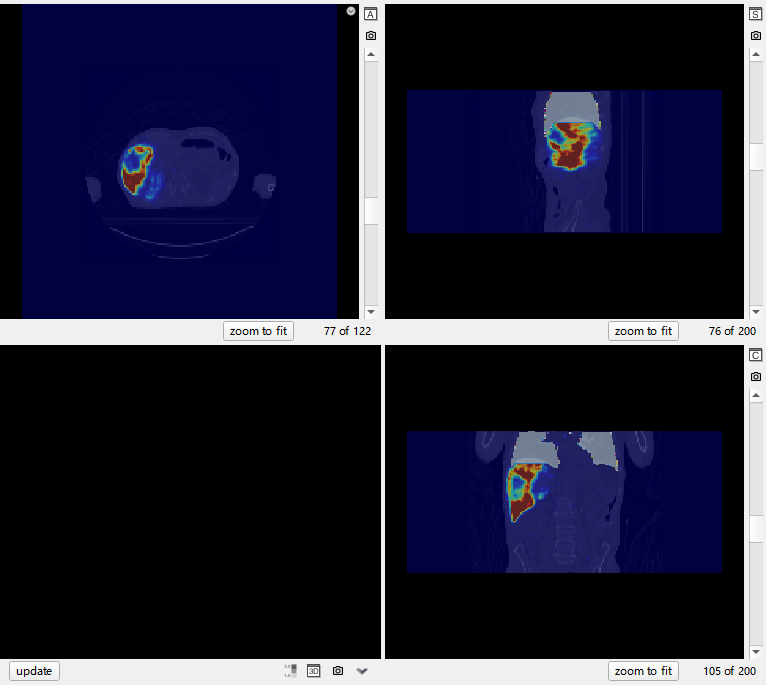 A
S
zoom to fit
77 of 122
zoom to fit
76 of 200
C
update
3D
zoom to fit
105 of 200